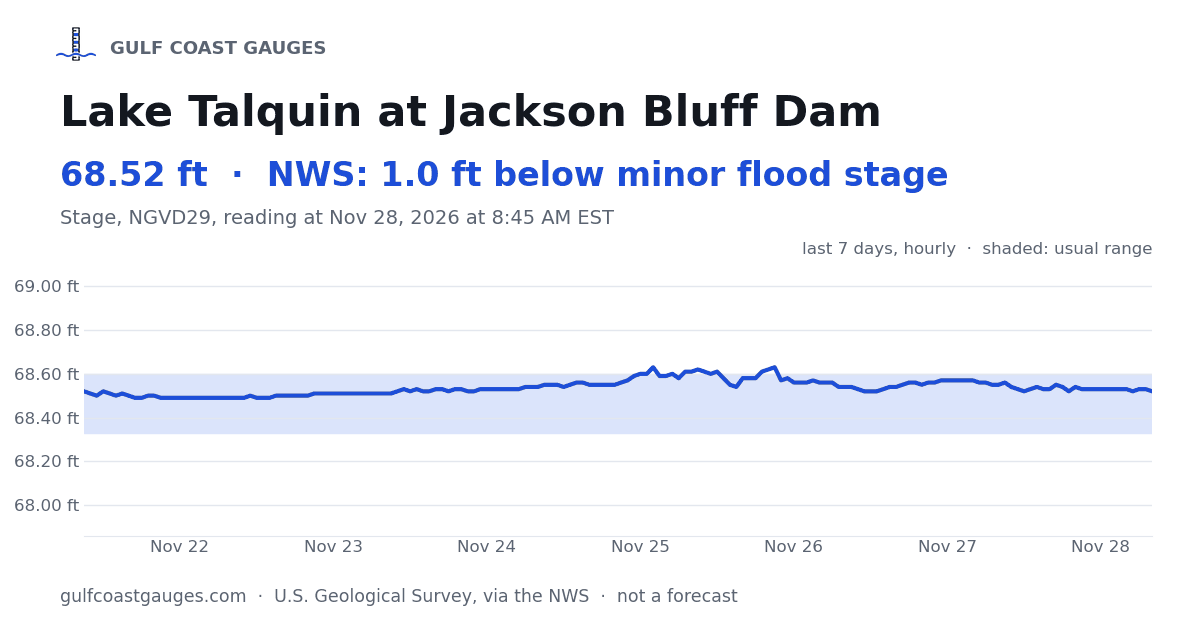 GULF COAST GAUGES
Lake Talquin at Jackson Bluff Dam
68.52 ft · NWS: 1.0 ft below minor flood stage
Stage, NGVD29, reading at Nov 28, 2026 at 8:45 AM EST
last 7 days, hourly · shaded: usual range
69.00 ft
68.80 ft
68.60 ft
68.40 ft
68.20 ft
68.00 ft
Nov 22 Nov 23 Nov 24 Nov 25 Nov 26 Nov 27 Nov 28
gulfcoastgauges.com · U.S. Geological Survey, via the NWS · not a forecast